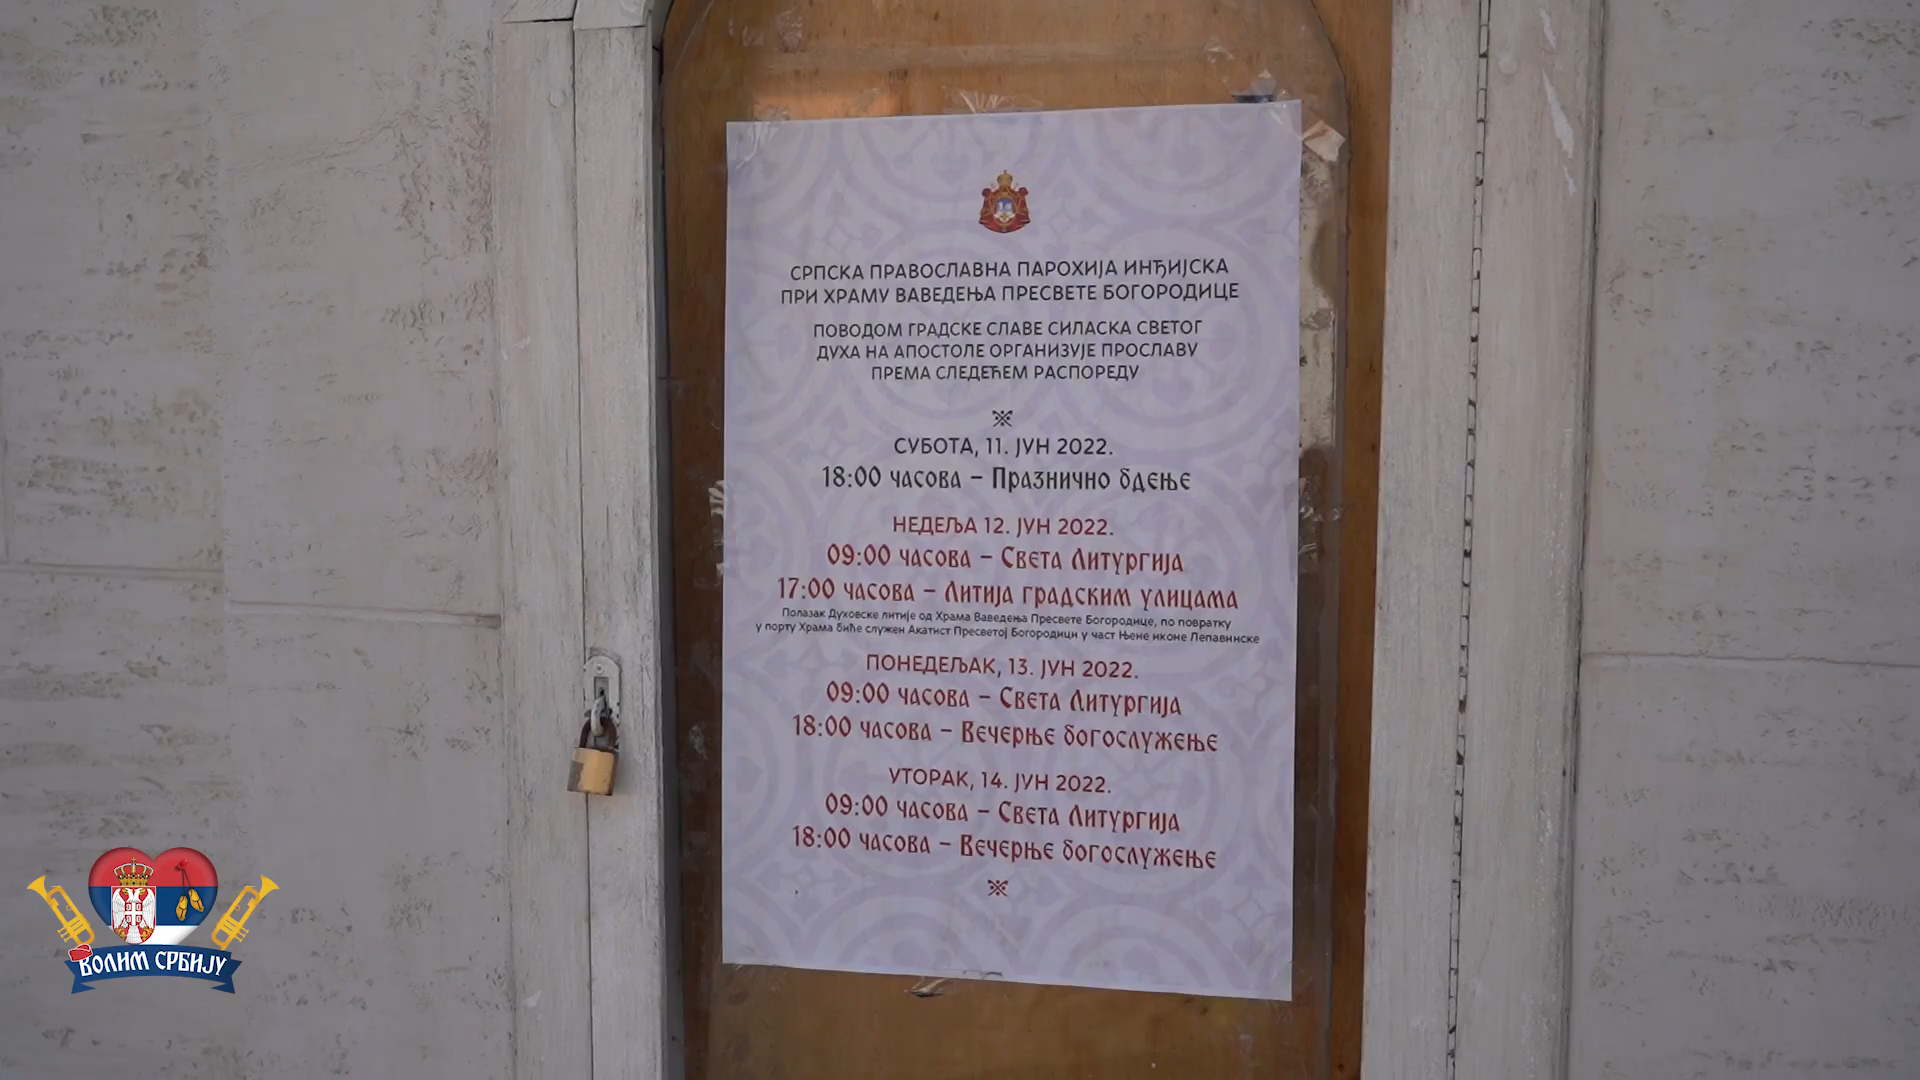 СРПСКА ПРАВОСЛАВНА ПАРОХИЈА ИНЂИЈСКА
ПРИ ХРАМУ ВАВЕДЕЊА ПРЕСВЕТЕ БОГОРОДИЦЕ
ПОВОДОМ ГРАДСКЕ СЛАВЕ СИЛАСКА СВЕТОГ
ДУХА НА АПОСТОЛЕ ОРГАНИЗУЈЕ ПРОСЛАВУ
ПРЕМА СЛЕДЕЋЕМ РАСПОРЕДУ
СУБОТА, 11. ЈУН 2022.
18:00 часова – Празнично бдење
НЕДЕЉА 12. ЈУН 2022.
09:00 часова – Света Литургија
17:00 часова – Литија градским улицама
Полазак Духовске литије од Храма Ваведења Пресвете Богородице, по повратку
у порту Храма биће служен Акатист Пресветој Богородици у част Њене иконе Лепавинске
ПОНЕДЕЉАК, 13. ЈУН 2022.
09:00 часова – Света Литургија
18:00 часова – Вечерње богослужење
УТОРАК, 14. ЈУН 2022.
09:00 часова – Света Литургија
18:00 часова – Вечерње богослужење
ВОЛИМ СРБИЈУ